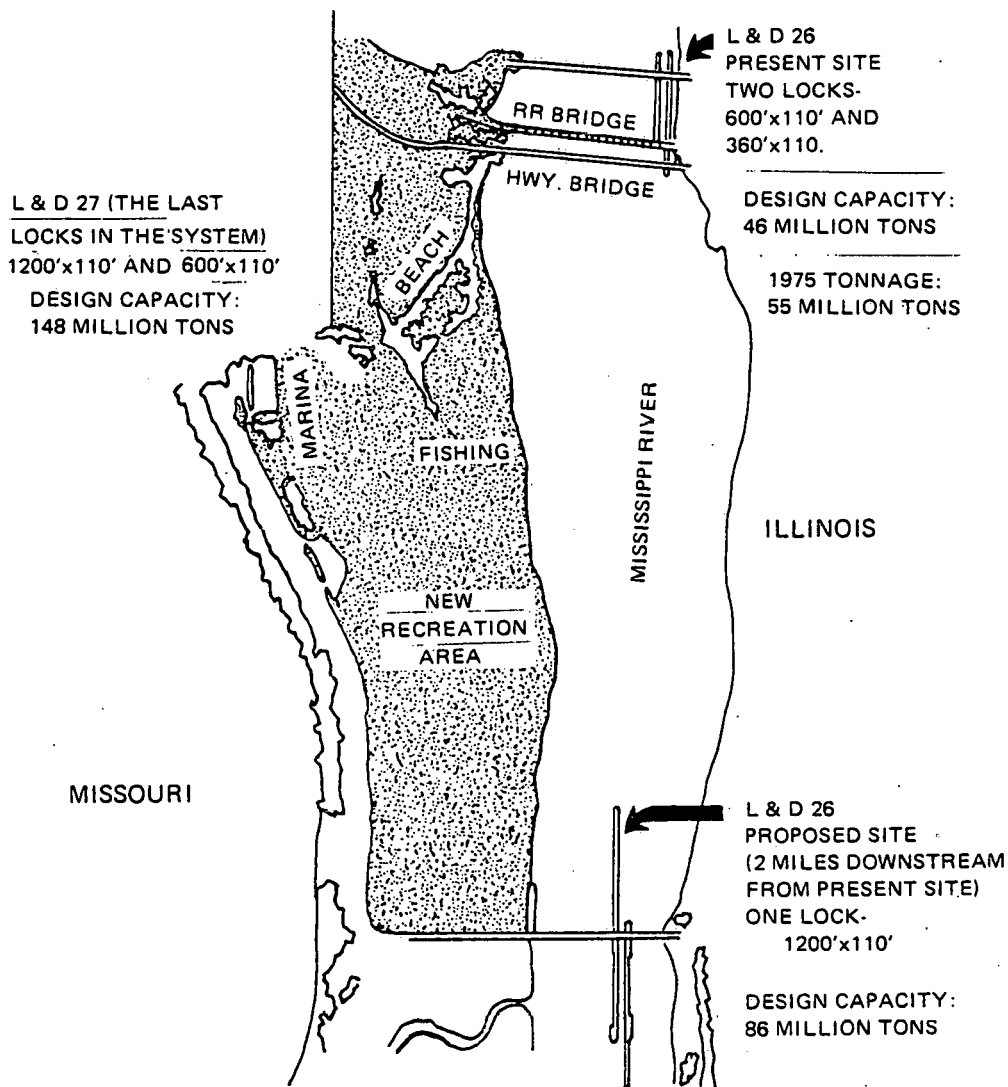 L & D 26
PRESENT SITE
TWO LOCKS-
600'x110' AND
360'x110.
DESIGN CAPACITY:
46 MILLION TONS
1975 TONNAGE:
55 MILLION TONS
RR BRIDGE
HWY. BRIDGE
L & D 27 (THE LAST
LOCKS IN THE SYSTEM)
1200'x110' AND 600'x110'
DESIGN CAPACITY:
148 MILLION TONS
BEACH
MARINA
FISHING
MISSISSIPPI RIVER
ILLINOIS
NEW
RECREATION
AREA
MISSOURI
L & D 26
PROPOSED SITE
(2 MILES DOWNSTREAM
FROM PRESENT SITE)
ONE LOCK-
1200'x110'
DESIGN CAPACITY:
86 MILLION TONS